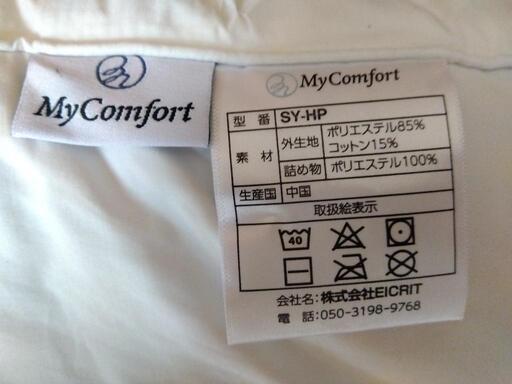 MyComfort
MyComfort
型番 SY-HP
素材 外生地 ポリエステル85%
コットン15%
詰め物 ポリエステル100%
生産国 中国
取扱絵表示
40
会社名:株式会社EICRIT
電話:050-3198-9768